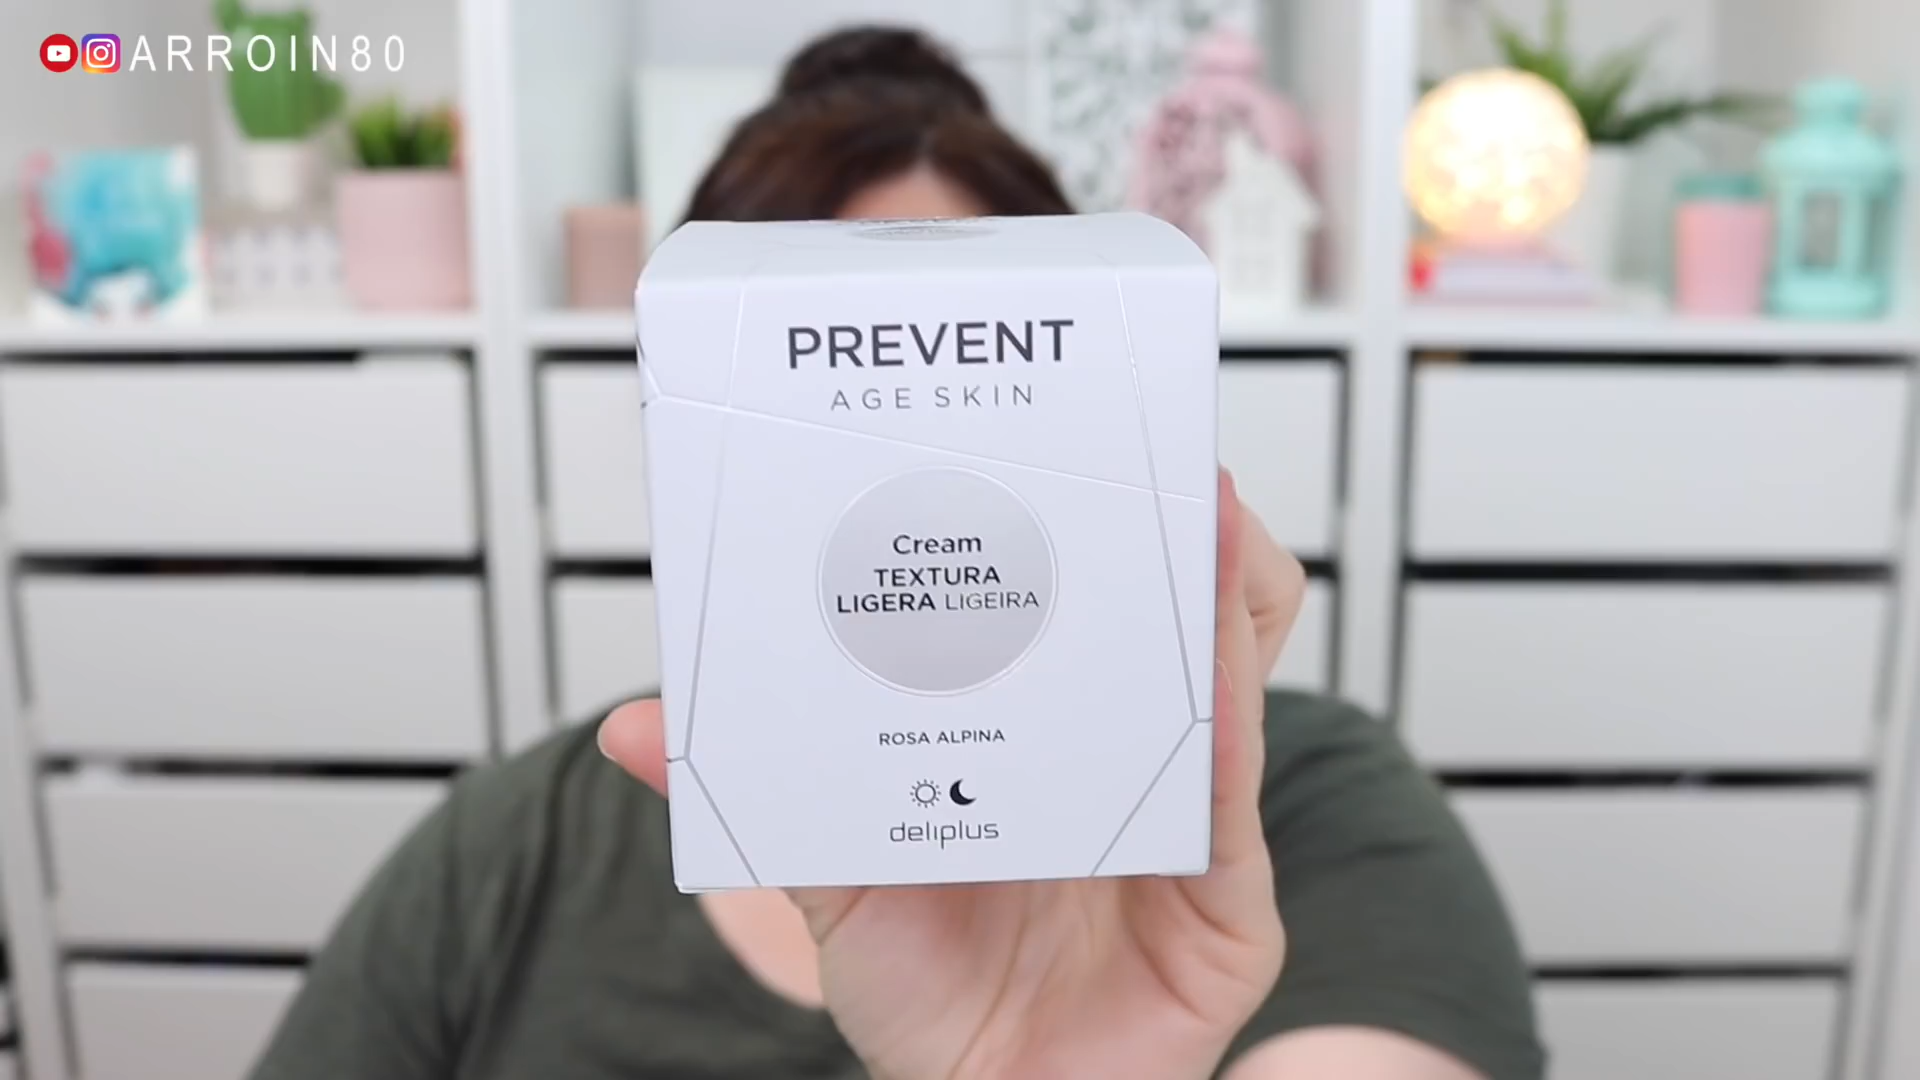 ARROIN80
PREVENT
AGE SKIN
Cream
TEXTURA
LIGERA LIGEIRA
ROSA ALPINA
deliplus